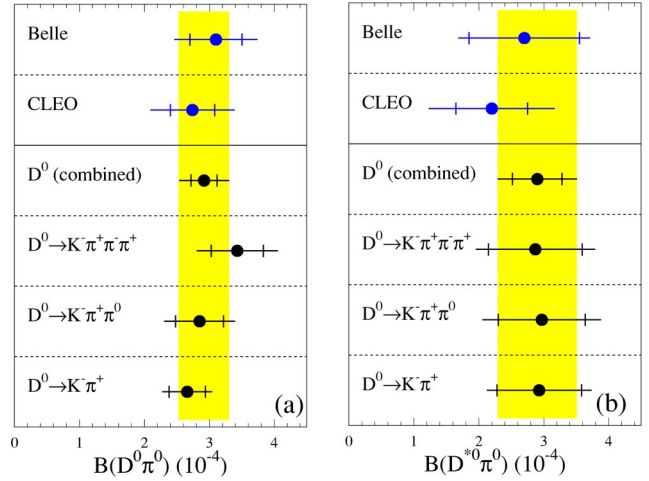 Belle
CLEO
D⁰ (combined)
D⁰→K⁻π⁺π⁻π⁺
D⁰→K⁻π⁺π⁰
D⁰→K⁻π⁺
(a)
0 1 2 3 4
B(D⁰π⁰) (10⁻⁴)
Belle
CLEO
D⁰ (combined)
D⁰→K⁻π⁺π⁻π⁺
D⁰→K⁻π⁺π⁰
D⁰→K⁻π⁺
(b)
0 1 2 3 4
B(D*⁰π⁰) (10⁻⁴)